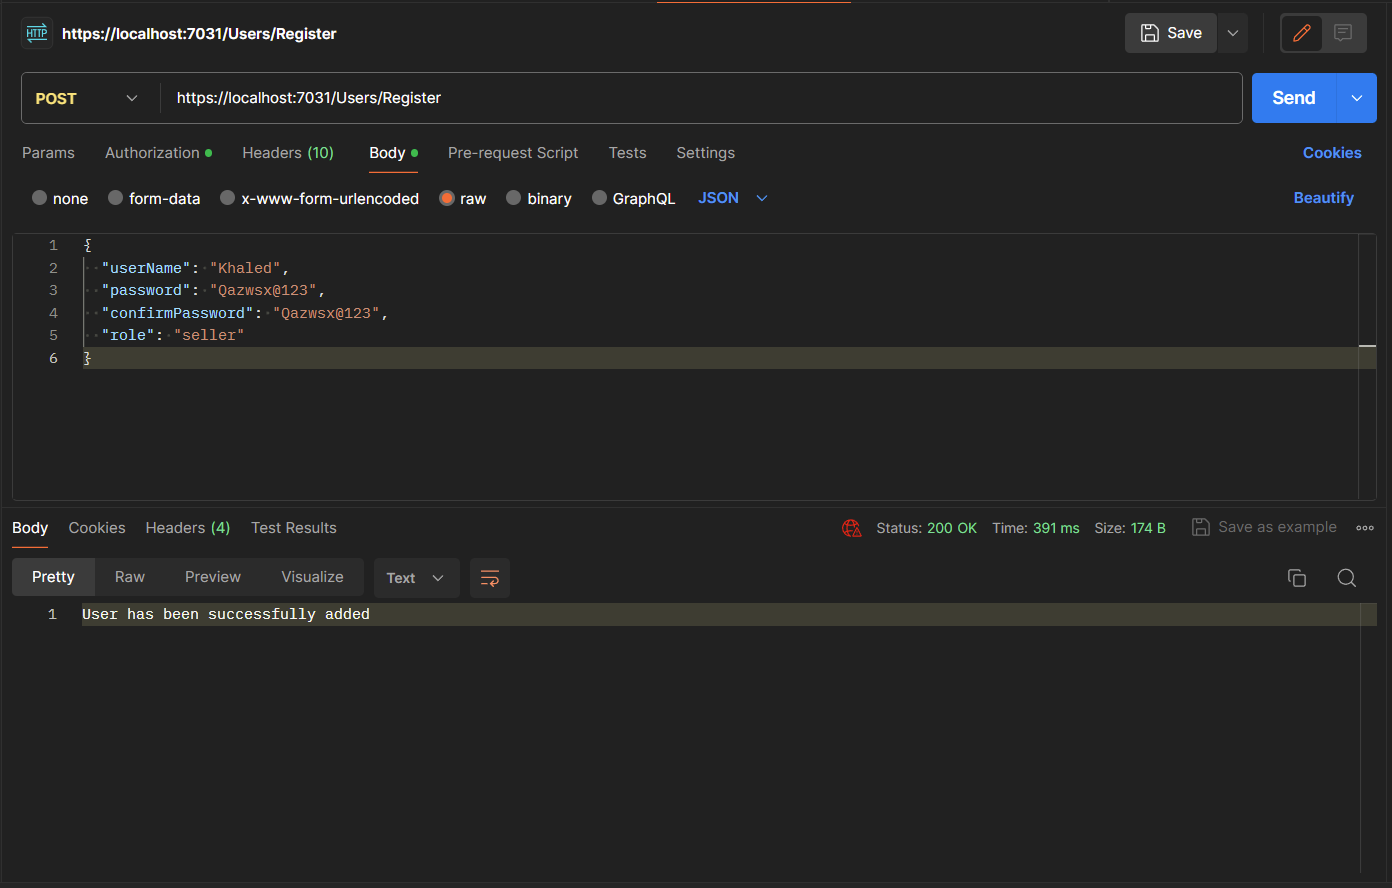 HTTP https://localhost:7031/Users/Register Save
POST https://localhost:7031/Users/Register Send
Params Authorization Headers (10) Body Pre-request Script Tests Settings Cookies
none form-data x-www-form-urlencoded raw binary GraphQL JSON Beautify
1 {
2 "userName": "Khaled",
3 "password": "Qazwsx@123",
4 "confirmPassword": "Qazwsx@123",
5 "role": "seller"
6 }
Body Cookies Headers (4) Test Results Status: 200 OK Time: 391 ms Size: 174 B Save as example
Pretty Raw Preview Visualize Text
1 User has been successfully added